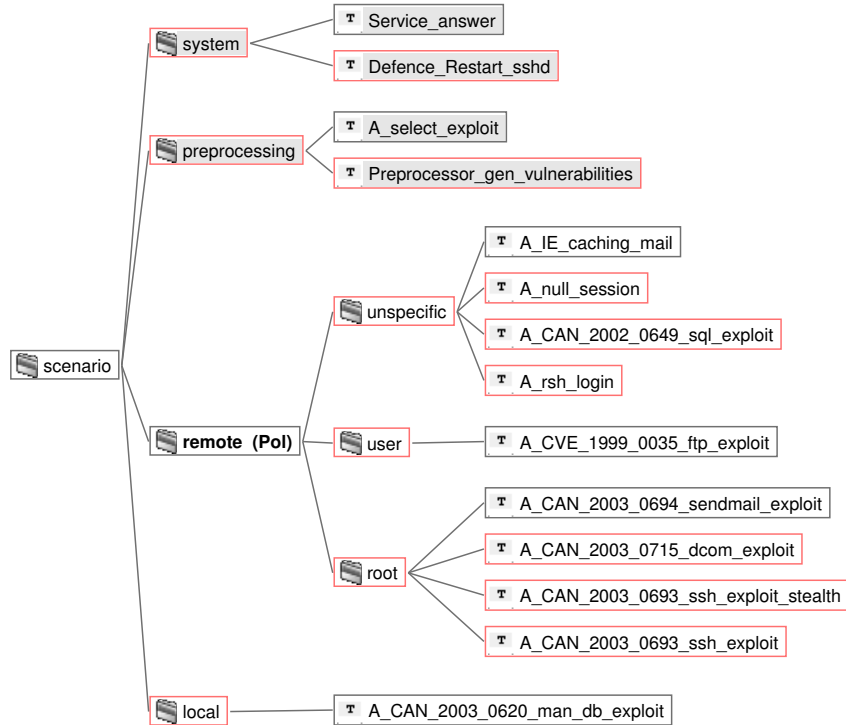 scenario
system
T Service_answer
T Defence_Restart_sshd
preprocessing
T A_select_exploit
T Preprocessor_gen_vulnerabilities
remote (Pol)
unspecific
T A_IE_caching_mail
T A_null_session
T A_CAN_2002_0649_sql_exploit
T A_rsh_login
user
T A_CVE_1999_0035_ftp_exploit
root
T A_CAN_2003_0694_sendmail_exploit
T A_CAN_2003_0715_dcom_exploit
T A_CAN_2003_0693_ssh_exploit_stealth
T A_CAN_2003_0693_ssh_exploit
local
T A_CAN_2003_0620_man_db_exploit